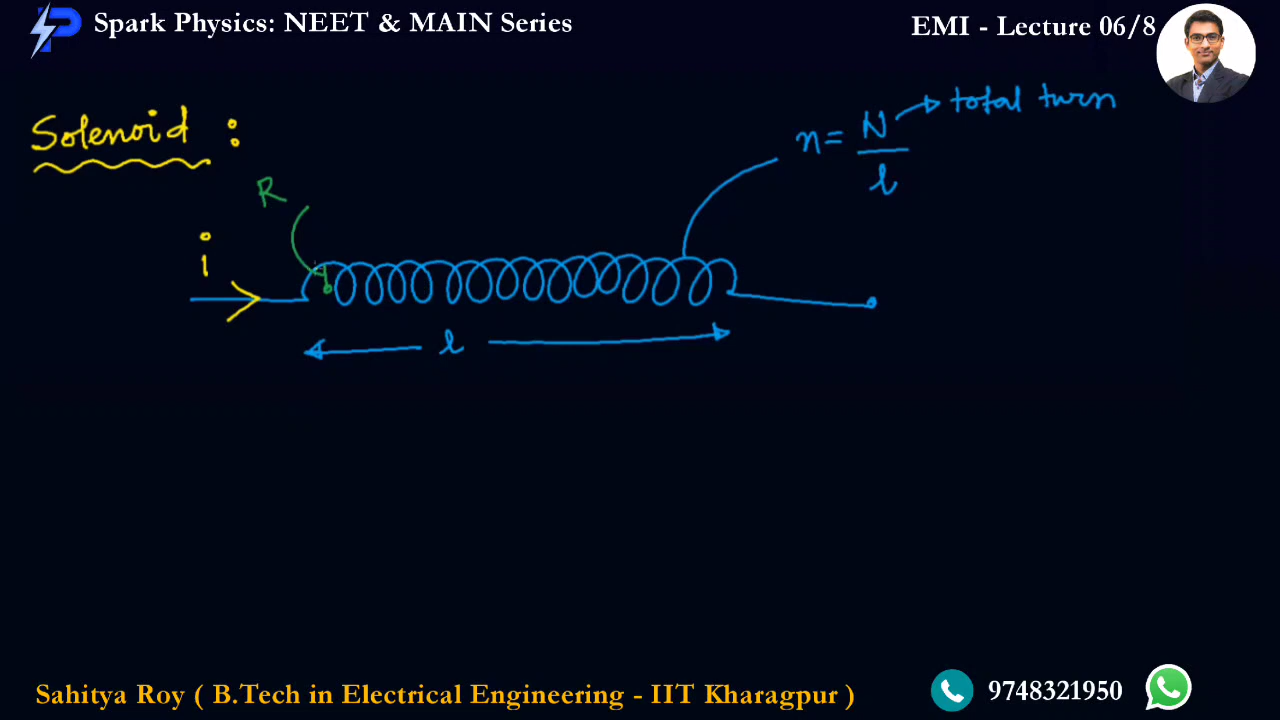 Spark Physics: NEET & MAIN Series
EMI - Lecture 06/8
Solenoid :
n = N/l → total turn
R
i
l
Sahitya Roy ( B.Tech in Electrical Engineering - IIT Kharagpur )
9748321950